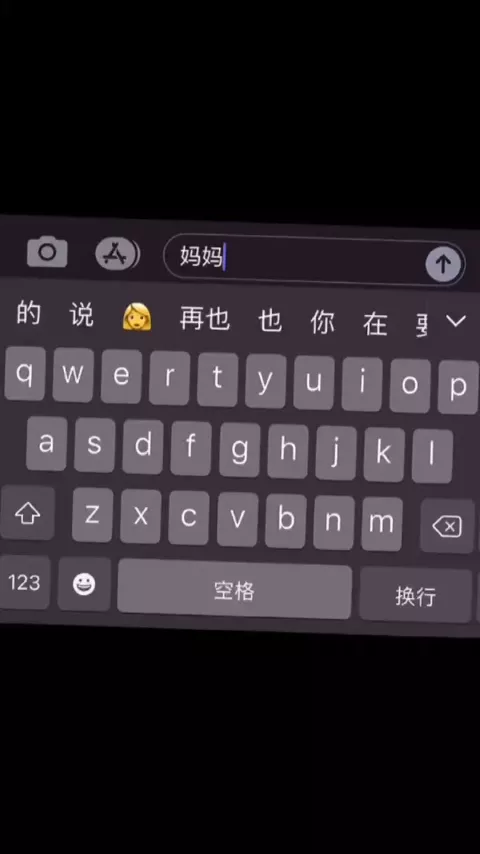 妈妈
的 说 再也 也 你 在
q w e r t y u i o p
a s d f g h j k l
z x c v b n m
123 空格 换行